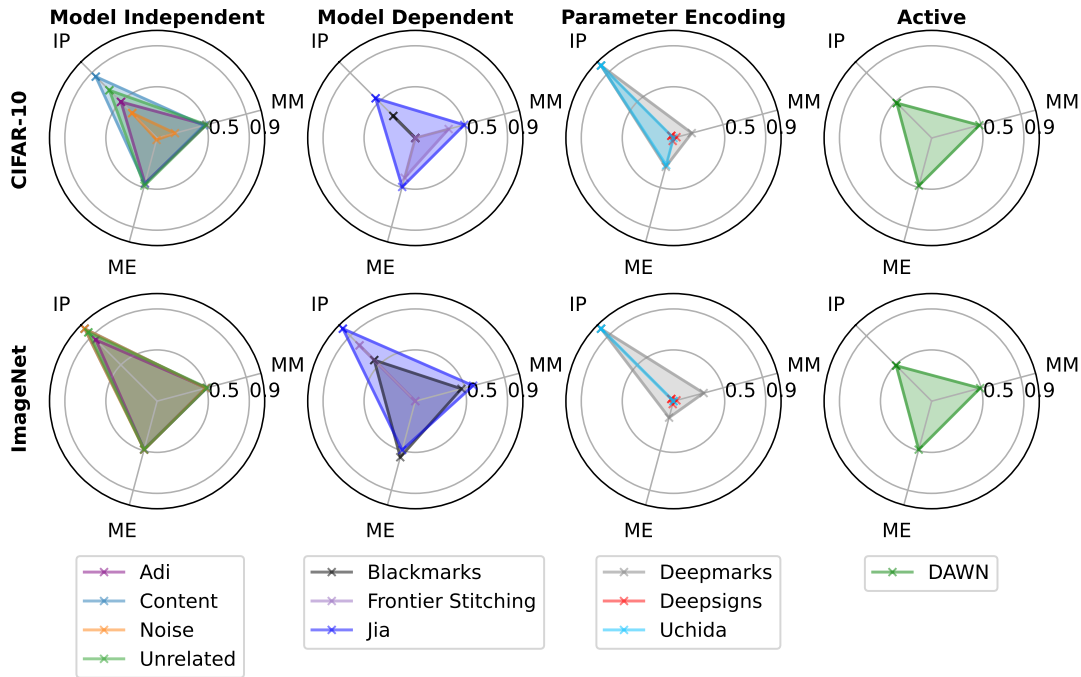 Model Independent
Model Dependent
Parameter Encoding
Active
CIFAR-10
IP
MM
0.5
0.9
ME
IP
MM
0.5
0.9
ME
IP
MM
0.5
0.9
ME
IP
MM
0.5
0.9
ME
ImageNet
IP
MM
0.5
0.9
ME
IP
MM
0.5
0.9
ME
IP
MM
0.5
0.9
ME
IP
MM
0.5
0.9
ME
Adi
Content
Noise
Unrelated
Blackmarks
Frontier Stitching
Jia
Deepmarks
Deepsigns
Uchida
DAWN